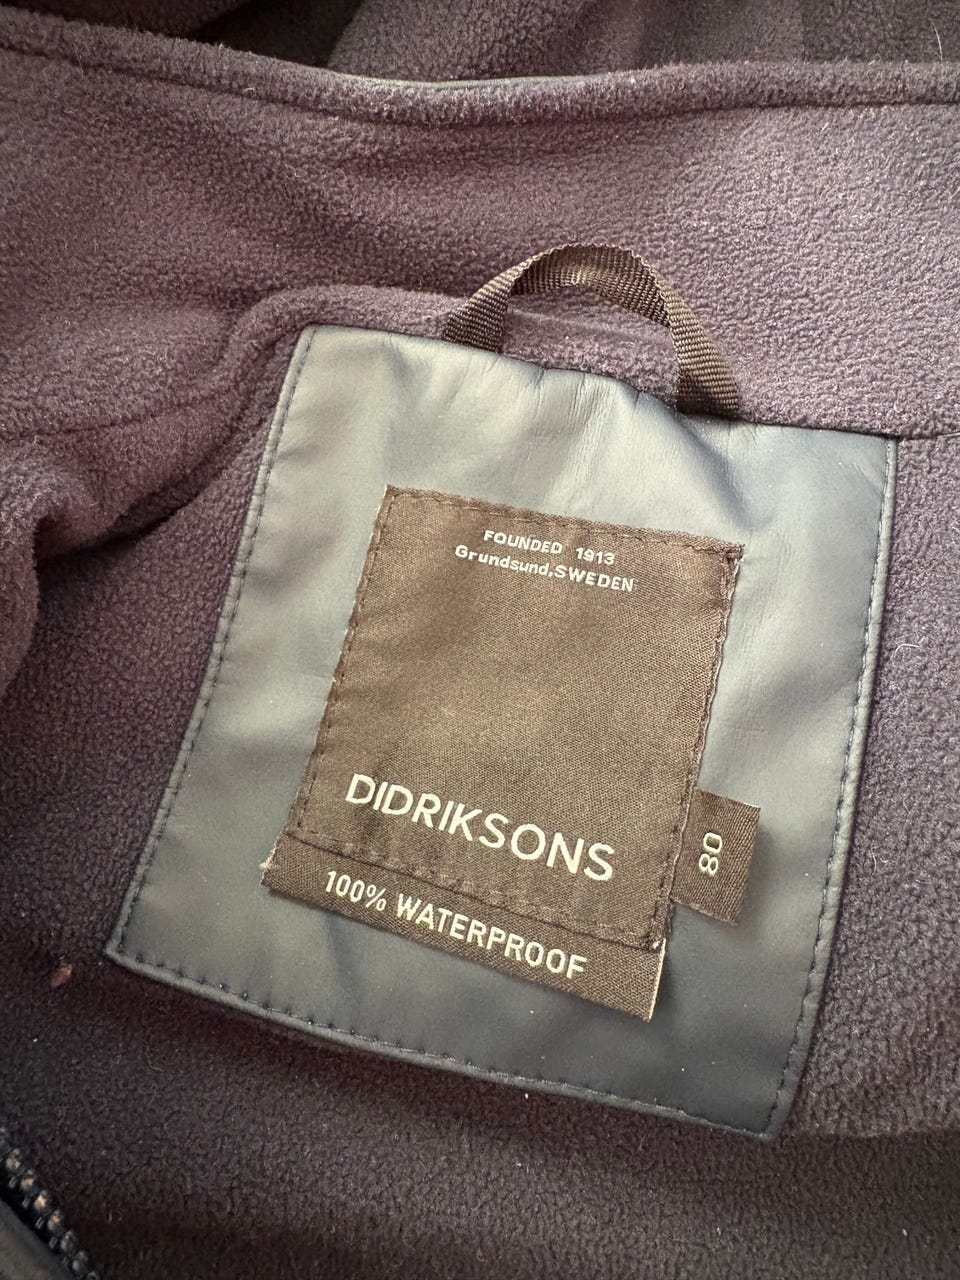 FOUNDED 1913
Grundsund,SWEDEN
DIDRIKSONS
80
100% WATERPROOF